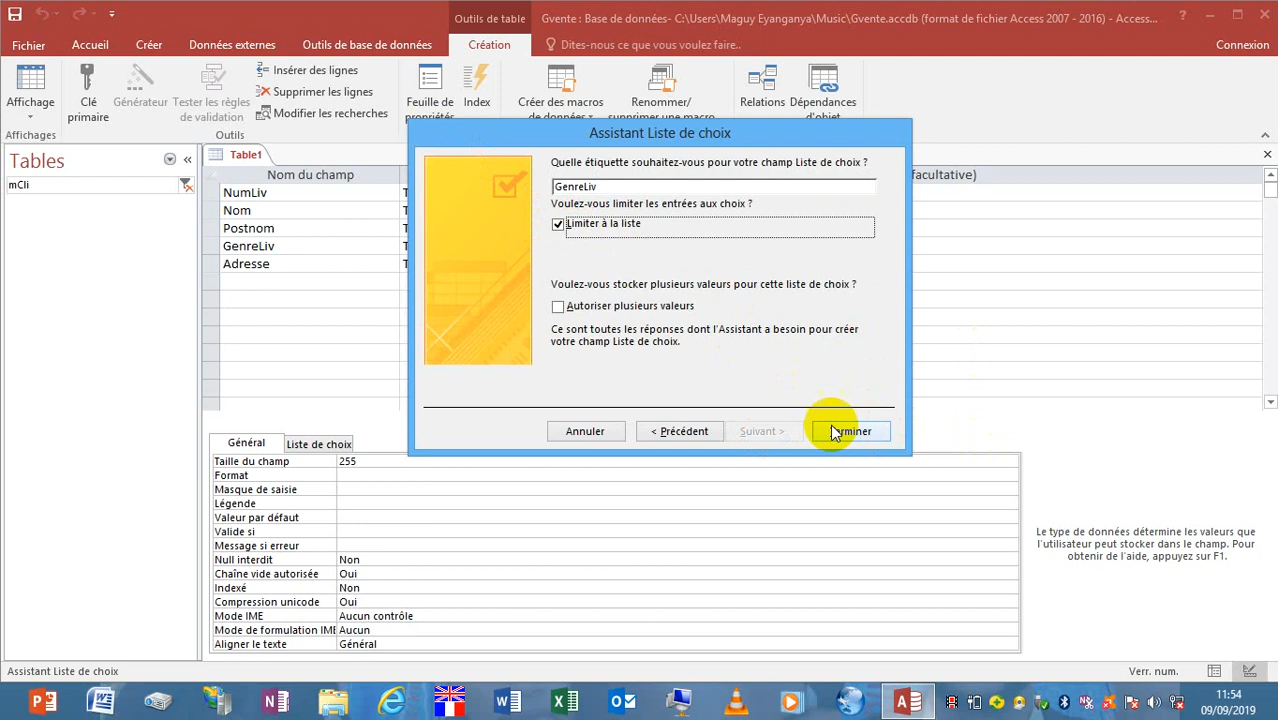 Outils de table
Gvente : Base de données- C:\Users\Maguy Eyanganya\Music\Gvente.accdb (format de fichier Access 2007 - 2016) - Access...
Fichier Accueil Créer Données externes Outils de base de données Création Dites-nous ce que vous voulez faire.. Connexion
Affichage
Clé primaire
Générateur
Tester les règles de validation
Insérer des lignes
Supprimer les lignes
Modifier les recherches
Feuille de propriétés
Index
Créer des macros de données
Renommer/ supprimer une macro
Relations
Dépendances d'objet
Affichages
Outils
Tables
mCli
Table1
Nom du champ
(facultative)
NumLiv
Nom
Postnom
GenreLiv
Adresse
Assistant Liste de choix
Quelle étiquette souhaitez-vous pour votre champ Liste de choix ?
GenreLiv
Voulez-vous limiter les entrées aux choix ?
Limiter à la liste
Voulez-vous stocker plusieurs valeurs pour cette liste de choix ?
Autoriser plusieurs valeurs
Ce sont toutes les réponses dont l'Assistant a besoin pour créer
votre champ Liste de choix.
Annuler
< Précédent
Suivant >
Terminer
Général
Liste de choix
Taille du champ 255
Format
Masque de saisie
Légende
Valeur par défaut
Valide si
Message si erreur
Null interdit Non
Chaîne vide autorisée Oui
Indexé Non
Compression unicode Oui
Mode IME Aucun contrôle
Mode de formulation IME Aucun
Aligner le texte Général
Le type de données détermine les valeurs que
l'utilisateur peut stocker dans le champ. Pour
obtenir de l'aide, appuyez sur F1.
Assistant Liste de choix
Verr. num.
11:54
09/09/2019